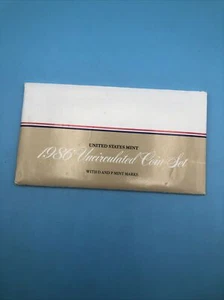 UNITED STATES MINT
1986 Uncirculated Coin Set
WITH D AND P MINT MARKS